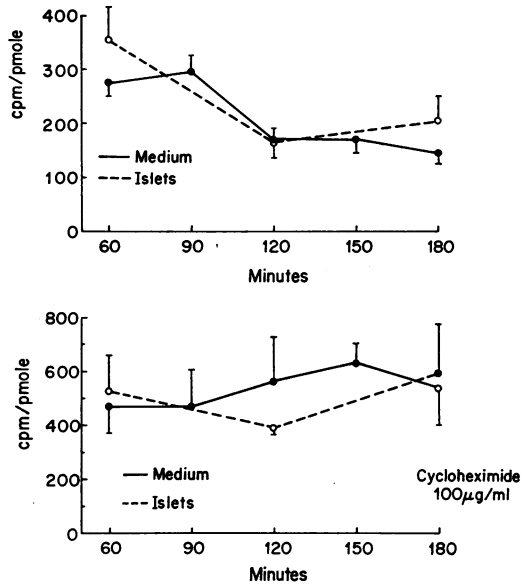 400
300
200
100
0
cpm/pmole
Medium
Islets
60 90 120 150 180
Minutes
800
600
400
200
0
cpm/pmole
Medium
Islets
Cycloheximide
100μg/ml
60 90 120 150 180
Minutes